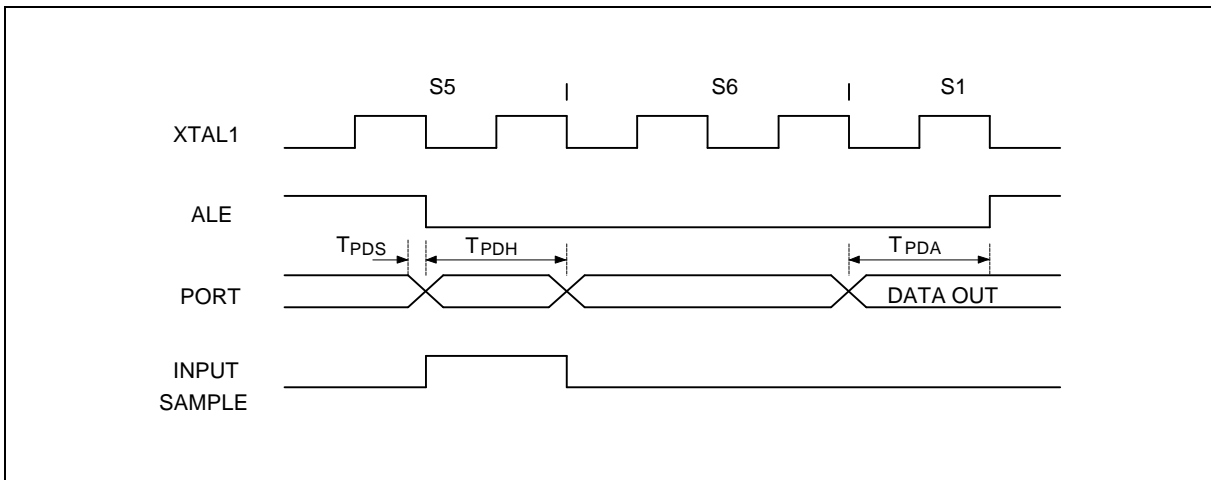 S5 | S6 | S1
XTAL1
ALE
TPDS TPDH TPDA
PORT DATA OUT
INPUT
SAMPLE